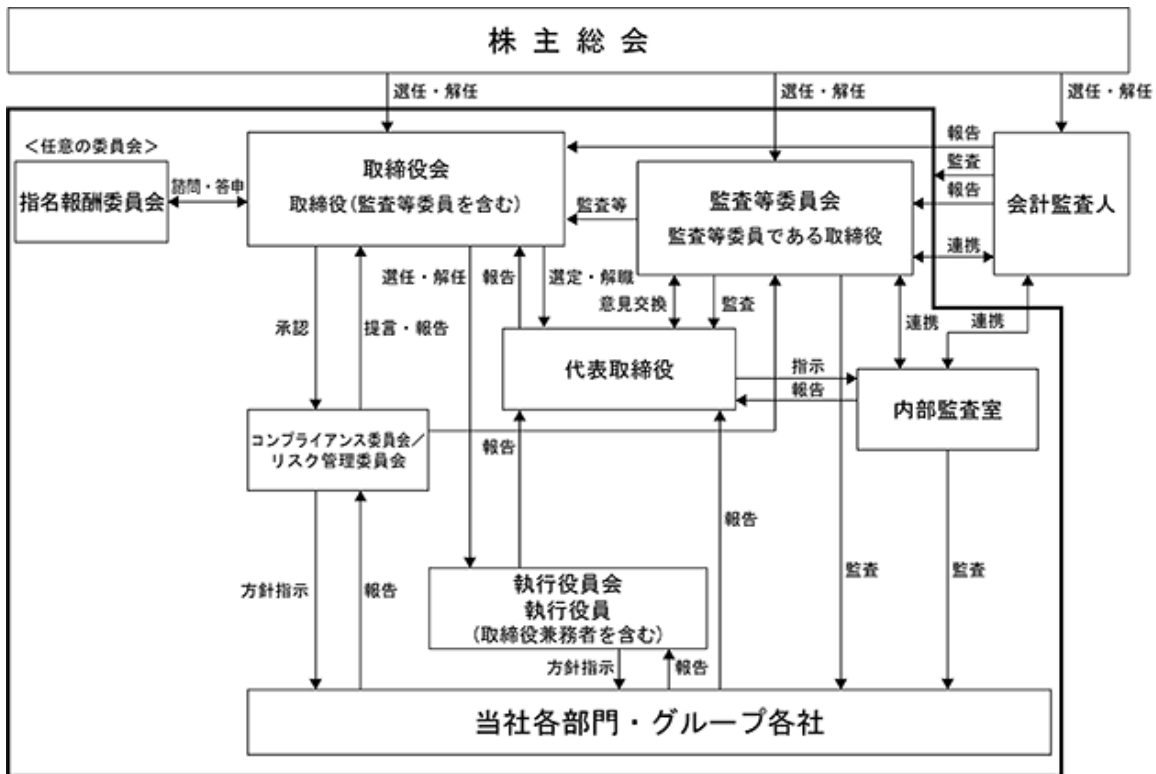 株主総会
選任・解任
選任・解任
選任・解任
<任意の委員会>
指名報酬委員会
諮問・答申
取締役会
取締役(監査等委員を含む)
監査等
監査等委員会
監査等委員である取締役
報告
監査
報告
連携
会計監査人
承認
提言・報告
選任・解任
報告
選定・解職
意見交換
監査
連携
連携
代表取締役
指示
報告
内部監査室
コンプライアンス委員会/
リスク管理委員会
報告
報告
方針指示
報告
執行役員会
執行役員
(取締役兼務者を含む)
監査
監査
方針指示
報告
当社各部門・グループ各社